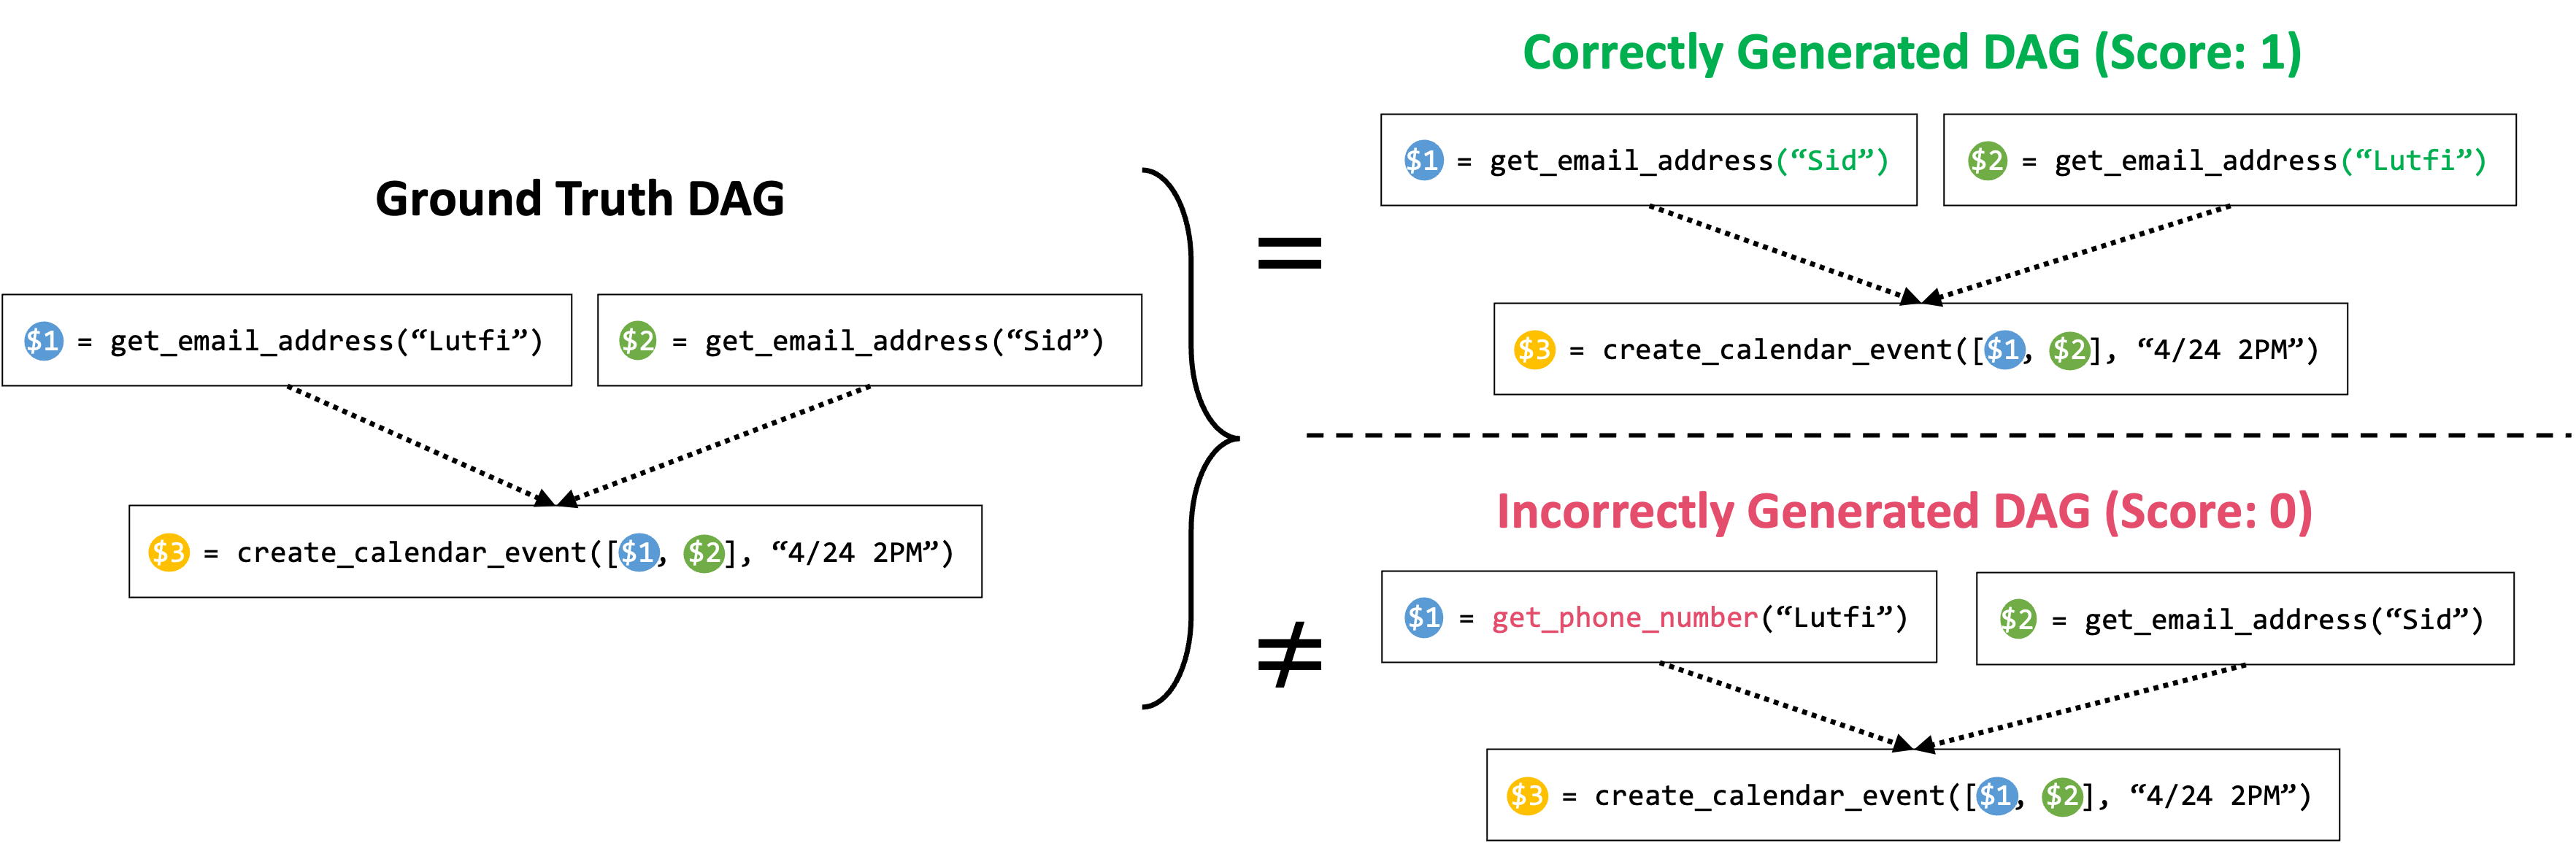 Ground Truth DAG
$1 = get_email_address(“Lutfi”)
$2 = get_email_address(“Sid”)
$3 = create_calendar_event([$1, $2], “4/24 2PM”)
=
Correctly Generated DAG (Score: 1)
$1 = get_email_address(“Sid”)
$2 = get_email_address(“Lutfi”)
$3 = create_calendar_event([$1, $2], “4/24 2PM”)
≠
Incorrectly Generated DAG (Score: 0)
$1 = get_phone_number(“Lutfi”)
$2 = get_email_address(“Sid”)
$3 = create_calendar_event([$1, $2], “4/24 2PM”)